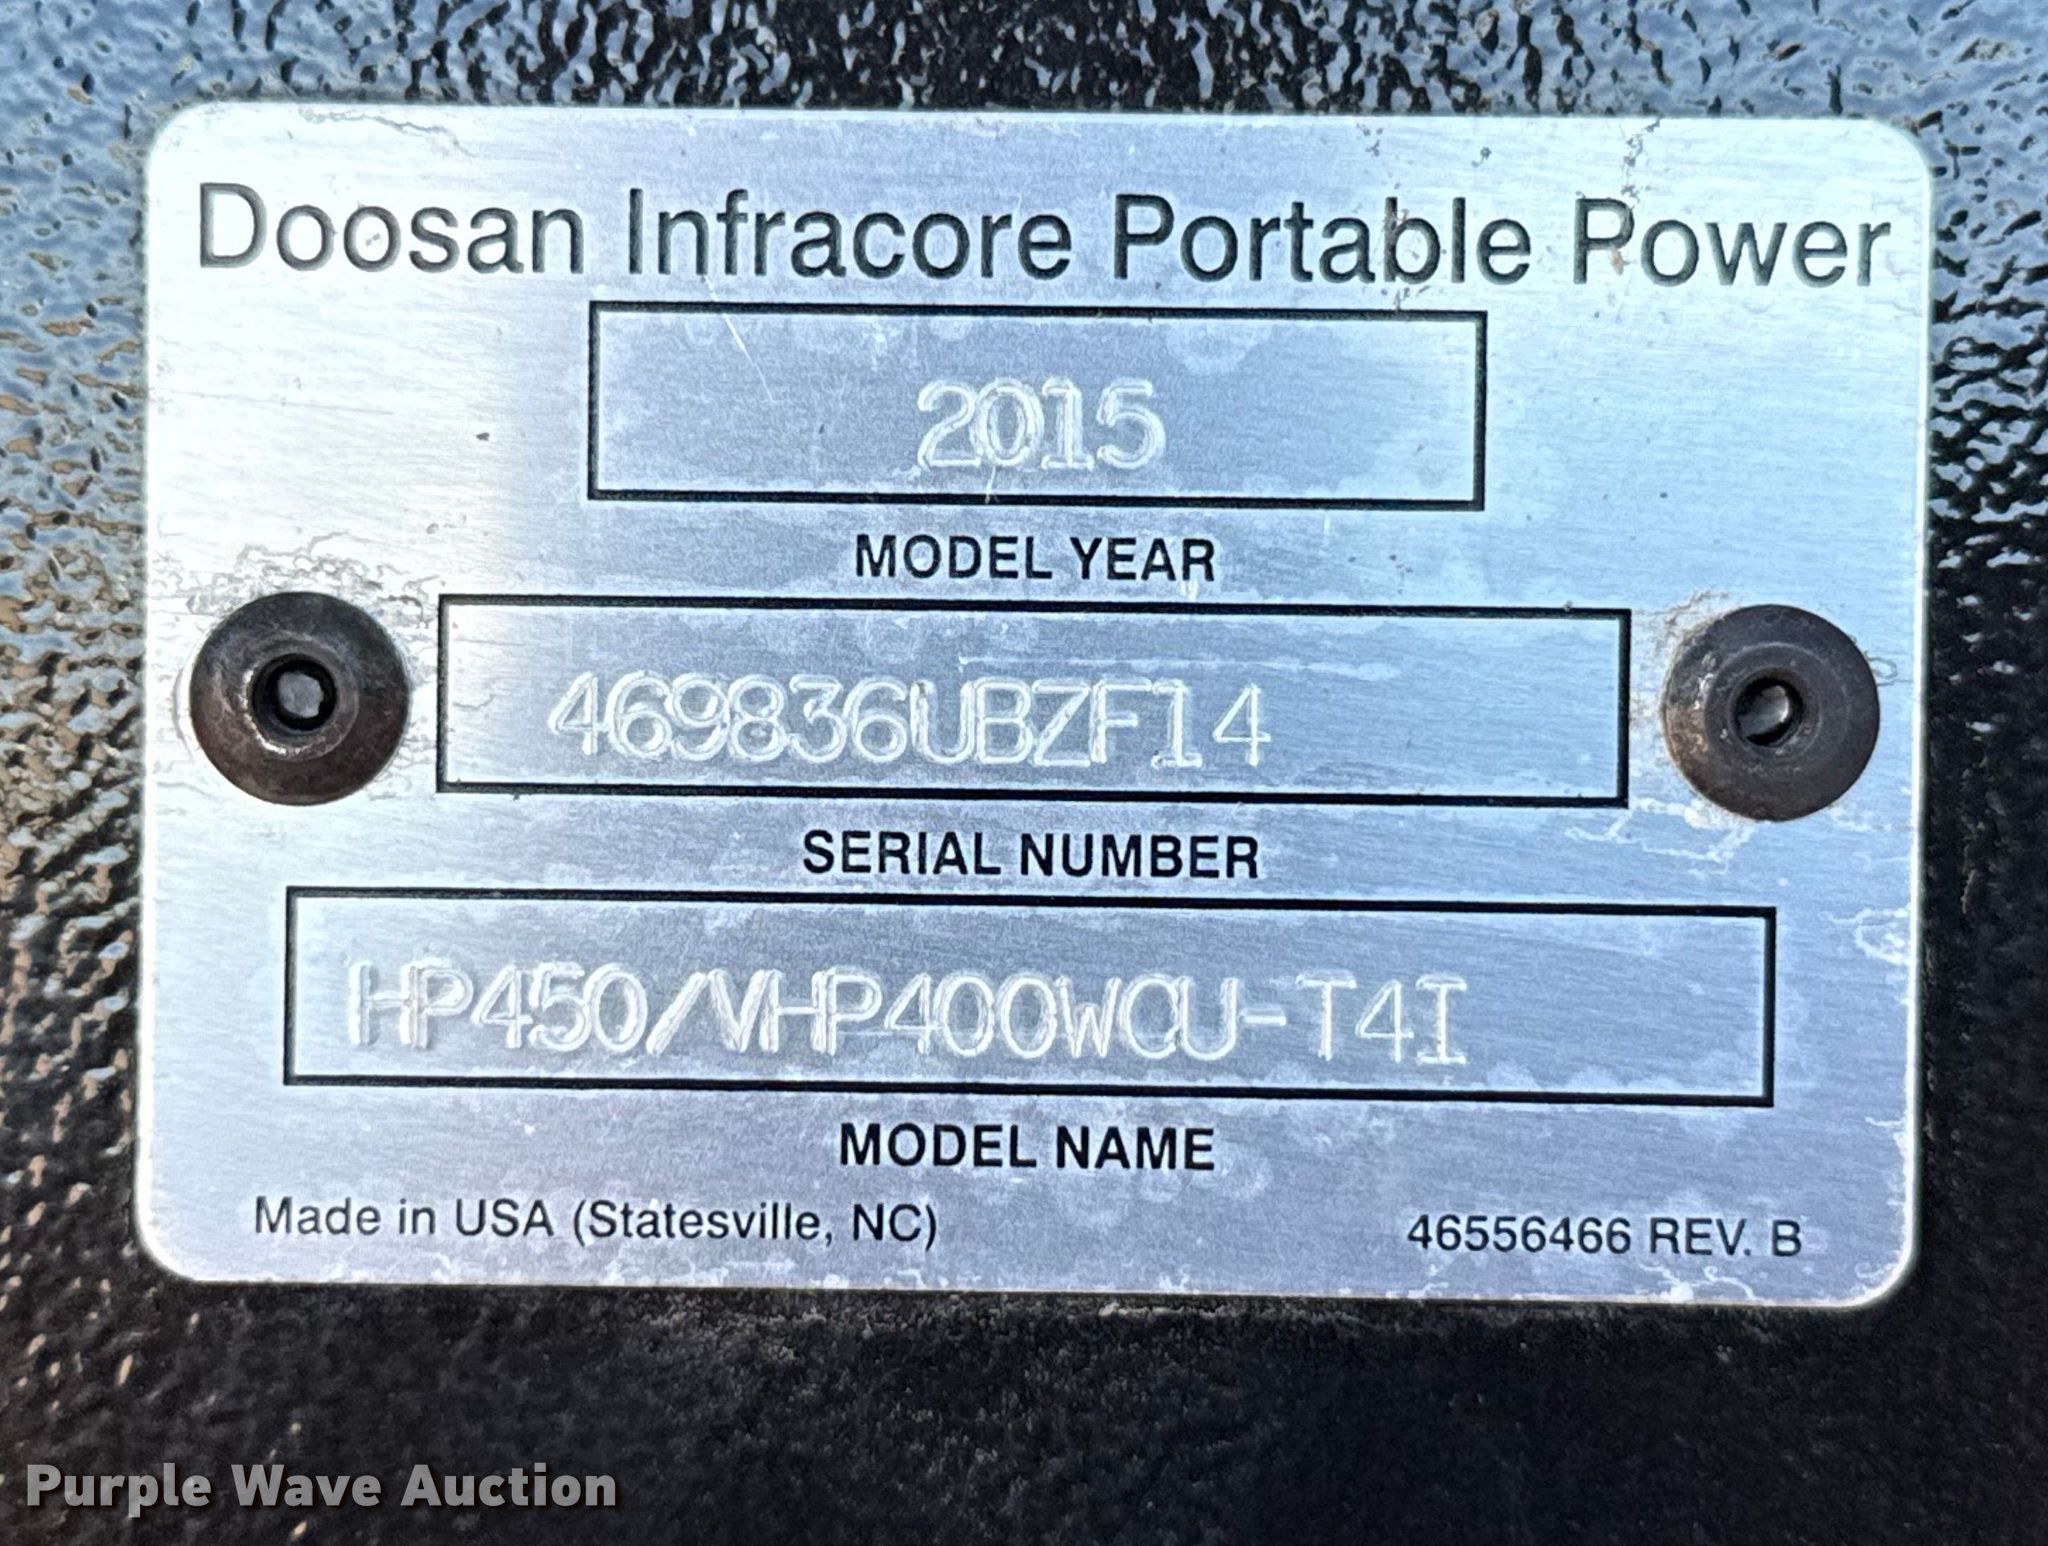 Doosan Infracore Portable Power
2015
MODEL YEAR
469836UBZF14
SERIAL NUMBER
HP450/VHP400WCU-T4I
MODEL NAME
Made in USA (Statesville, NC)
46556466 REV. B
Purple Wave Auction